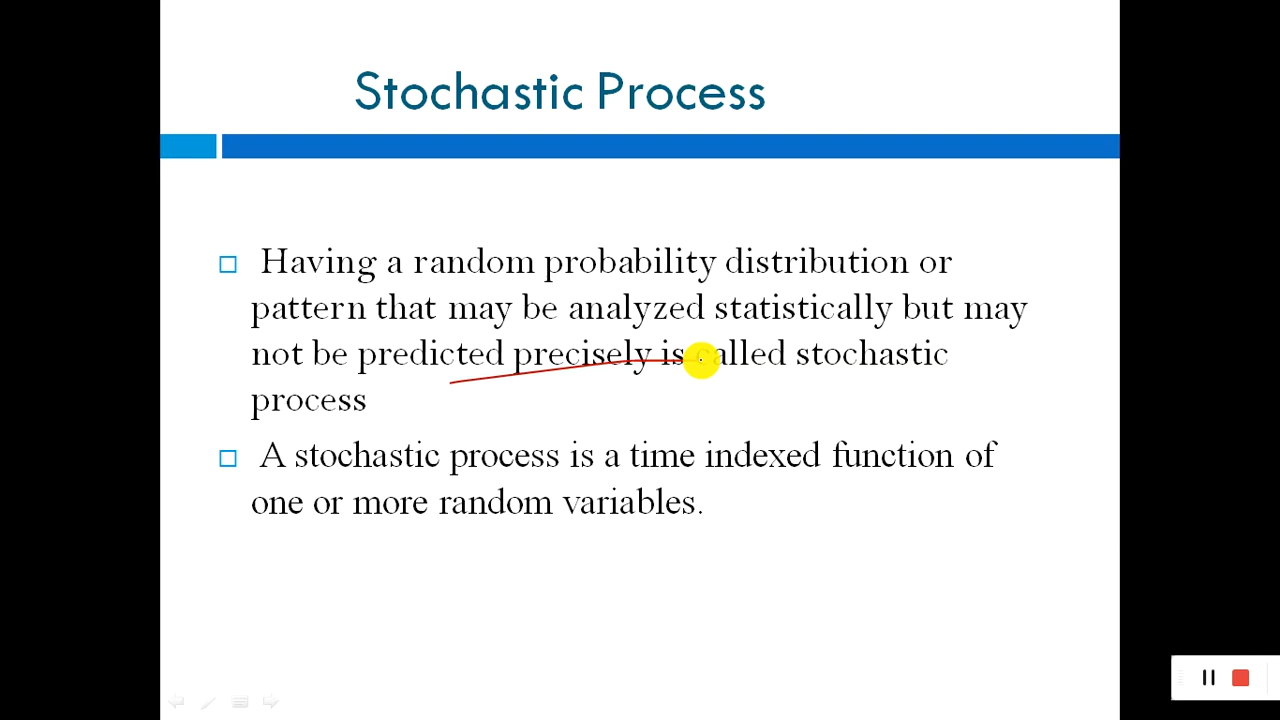 Stochastic Process
Having a random probability distribution or
pattern that may be analyzed statistically but may
not be predicted precisely is called stochastic
process
A stochastic process is a time indexed function of
one or more random variables.